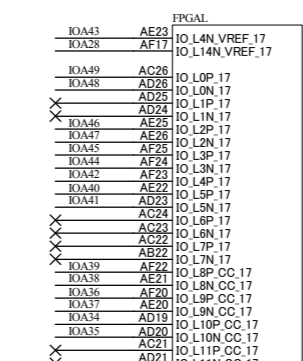 FPGAL
IOA43 AE23 IO_L4N_VREF_17
IOA28 AF17 IO_L14N_VREF_17
IOA49 AC26 IO_L0P_17
IOA48 AD26 IO_L0N_17
AD25 IO_L1P_17
AD24 IO_L1N_17
IOA46 AE25 IO_L2P_17
IOA47 AE26 IO_L2N_17
IOA45 AF25 IO_L3P_17
IOA44 AF24 IO_L3N_17
IOA42 AF23 IO_L4P_17
IOA40 AE22 IO_L5P_17
IOA41 AD23 IO_L5N_17
AC24 IO_L6P_17
AC23 IO_L6N_17
AC22 IO_L7P_17
AB22 IO_L7N_17
IOA39 AF22 IO_L8P_CC_17
IOA38 AE21 IO_L8N_CC_17
IOA36 AF20 IO_L9P_CC_17
IOA37 AE20 IO_L9N_CC_17
IOA34 AD19 IO_L10P_CC_17
IOA35 AD20 IO_L10N_CC_17
AC21 IO_L11P_CC_17
AD21